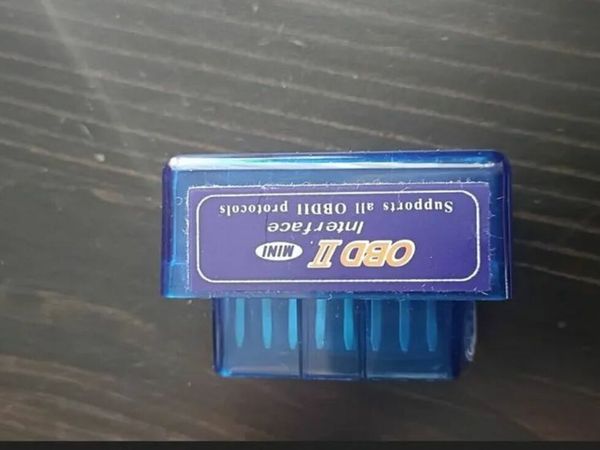 OBD II MINI
Interface
Supports all OBDII protocols